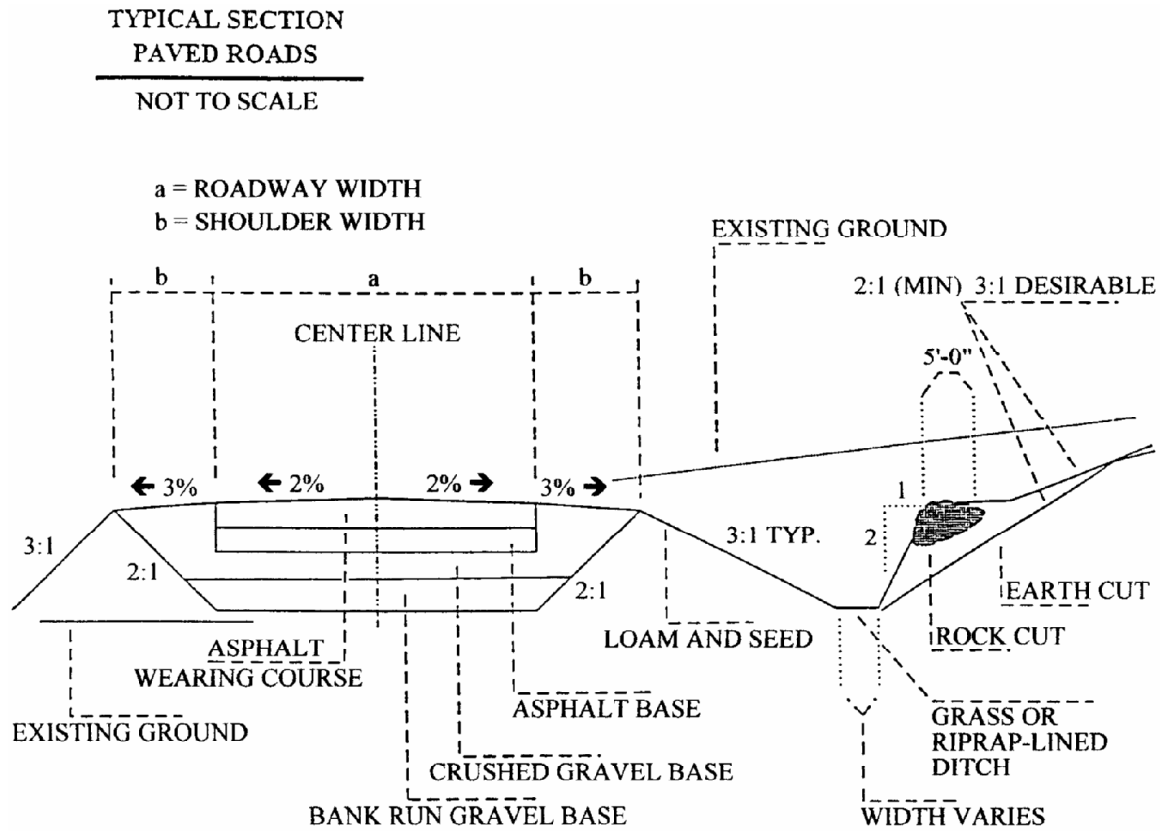 TYPICAL SECTION
PAVED ROADS
NOT TO SCALE
a = ROADWAY WIDTH
b = SHOULDER WIDTH
EXISTING GROUND
b
a
b
2:1 (MIN) 3:1 DESIRABLE
CENTER LINE
5'-0"
3%
2%
2%
3%
1
3:1
2:1
2:1
3:1 TYP.
2
EARTH CUT
ASPHALT
WEARING COURSE
LOAM AND SEED
ROCK CUT
ASPHALT BASE
EXISTING GROUND
GRASS OR
RIPRAP-LINED
DITCH
CRUSHED GRAVEL BASE
BANK RUN GRAVEL BASE
WIDTH VARIES